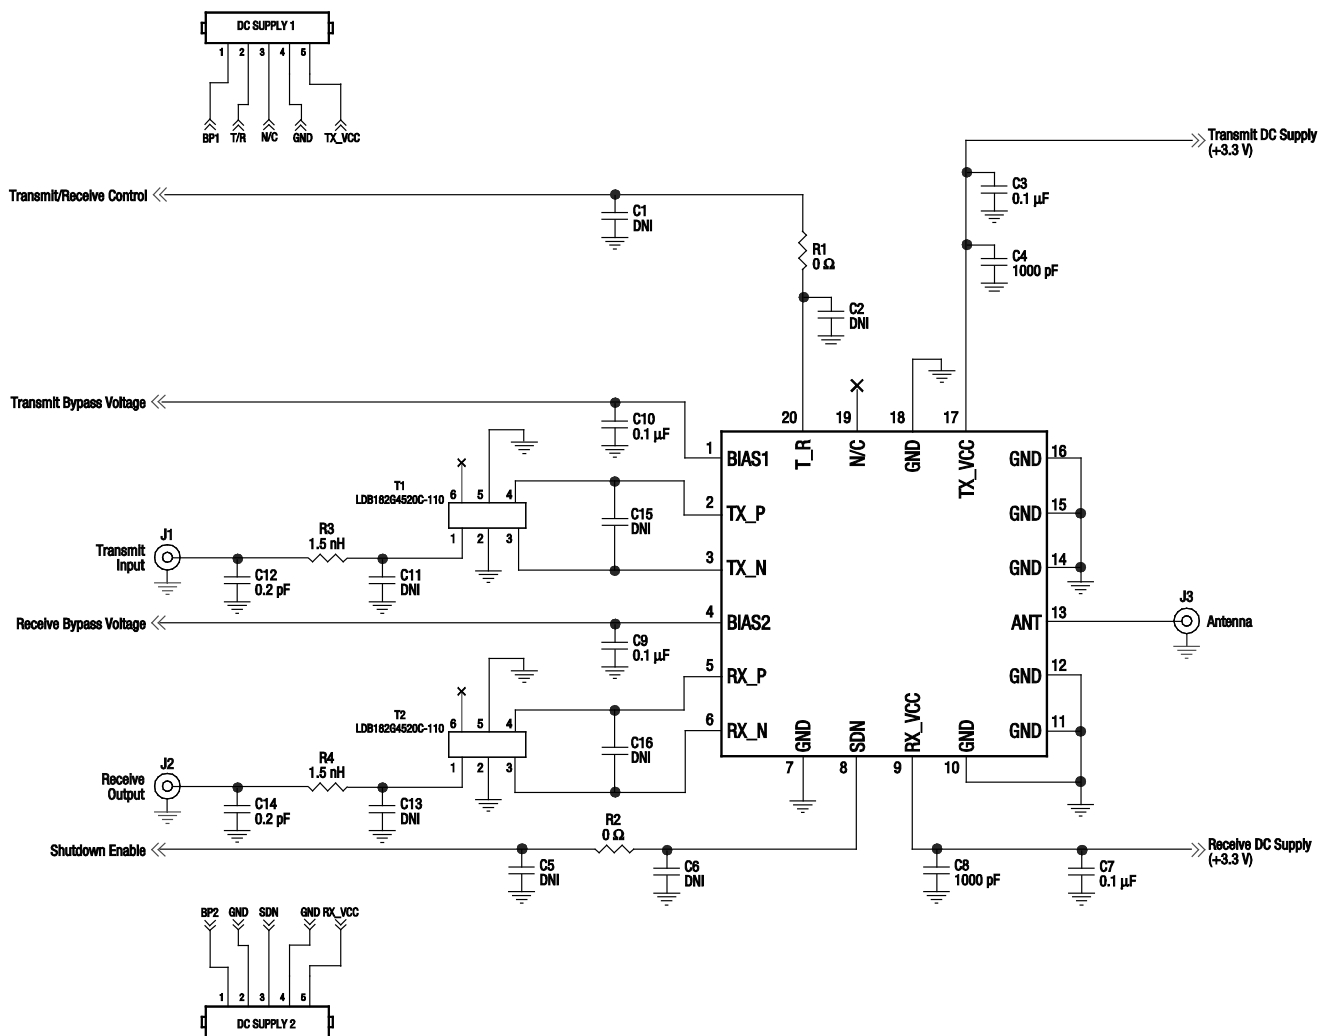 DC SUPPLY 1
1 2 3 4 5
BP1 T/R N/C GND TX_VCC
Transmit DC Supply
(+3.3 V)
Transmit/Receive Control
C1
DNI
C3
0.1 µF
R1
0 Ω
C4
1000 pF
C2
DNI
Transmit Bypass Voltage
C10
0.1 µF
20 19 18 17
1 BIAS1
T_R
N/C
GND
TX_VCC
GND 16
T1
LDB182G4520C-110
6 5 4
1 2 3
2 TX_P
GND 15
C15
DNI
J1
Transmit
Input
R3
1.5 nH
3 TX_N
GND 14
C12
0.2 pF
C11
DNI
J3
Receive Bypass Voltage
4 BIAS2
ANT 13
Antenna
C9
0.1 µF
5 RX_P
GND 12
T2
LDB182G4520C-110
6 5 4
1 2 3
6 RX_N
GND 11
C16
DNI
GND
SDN
RX_VCC
GND
7 8 9 10
J2
Receive
Output
R4
1.5 nH
C14
0.2 pF
C13
DNI
R2
0 Ω
Shutdown Enable
C5
DNI
C6
DNI
C8
1000 pF
C7
0.1 µF
Receive DC Supply
(+3.3 V)
BP2 GND SDN GND RX_VCC
1 2 3 4 5
DC SUPPLY 2